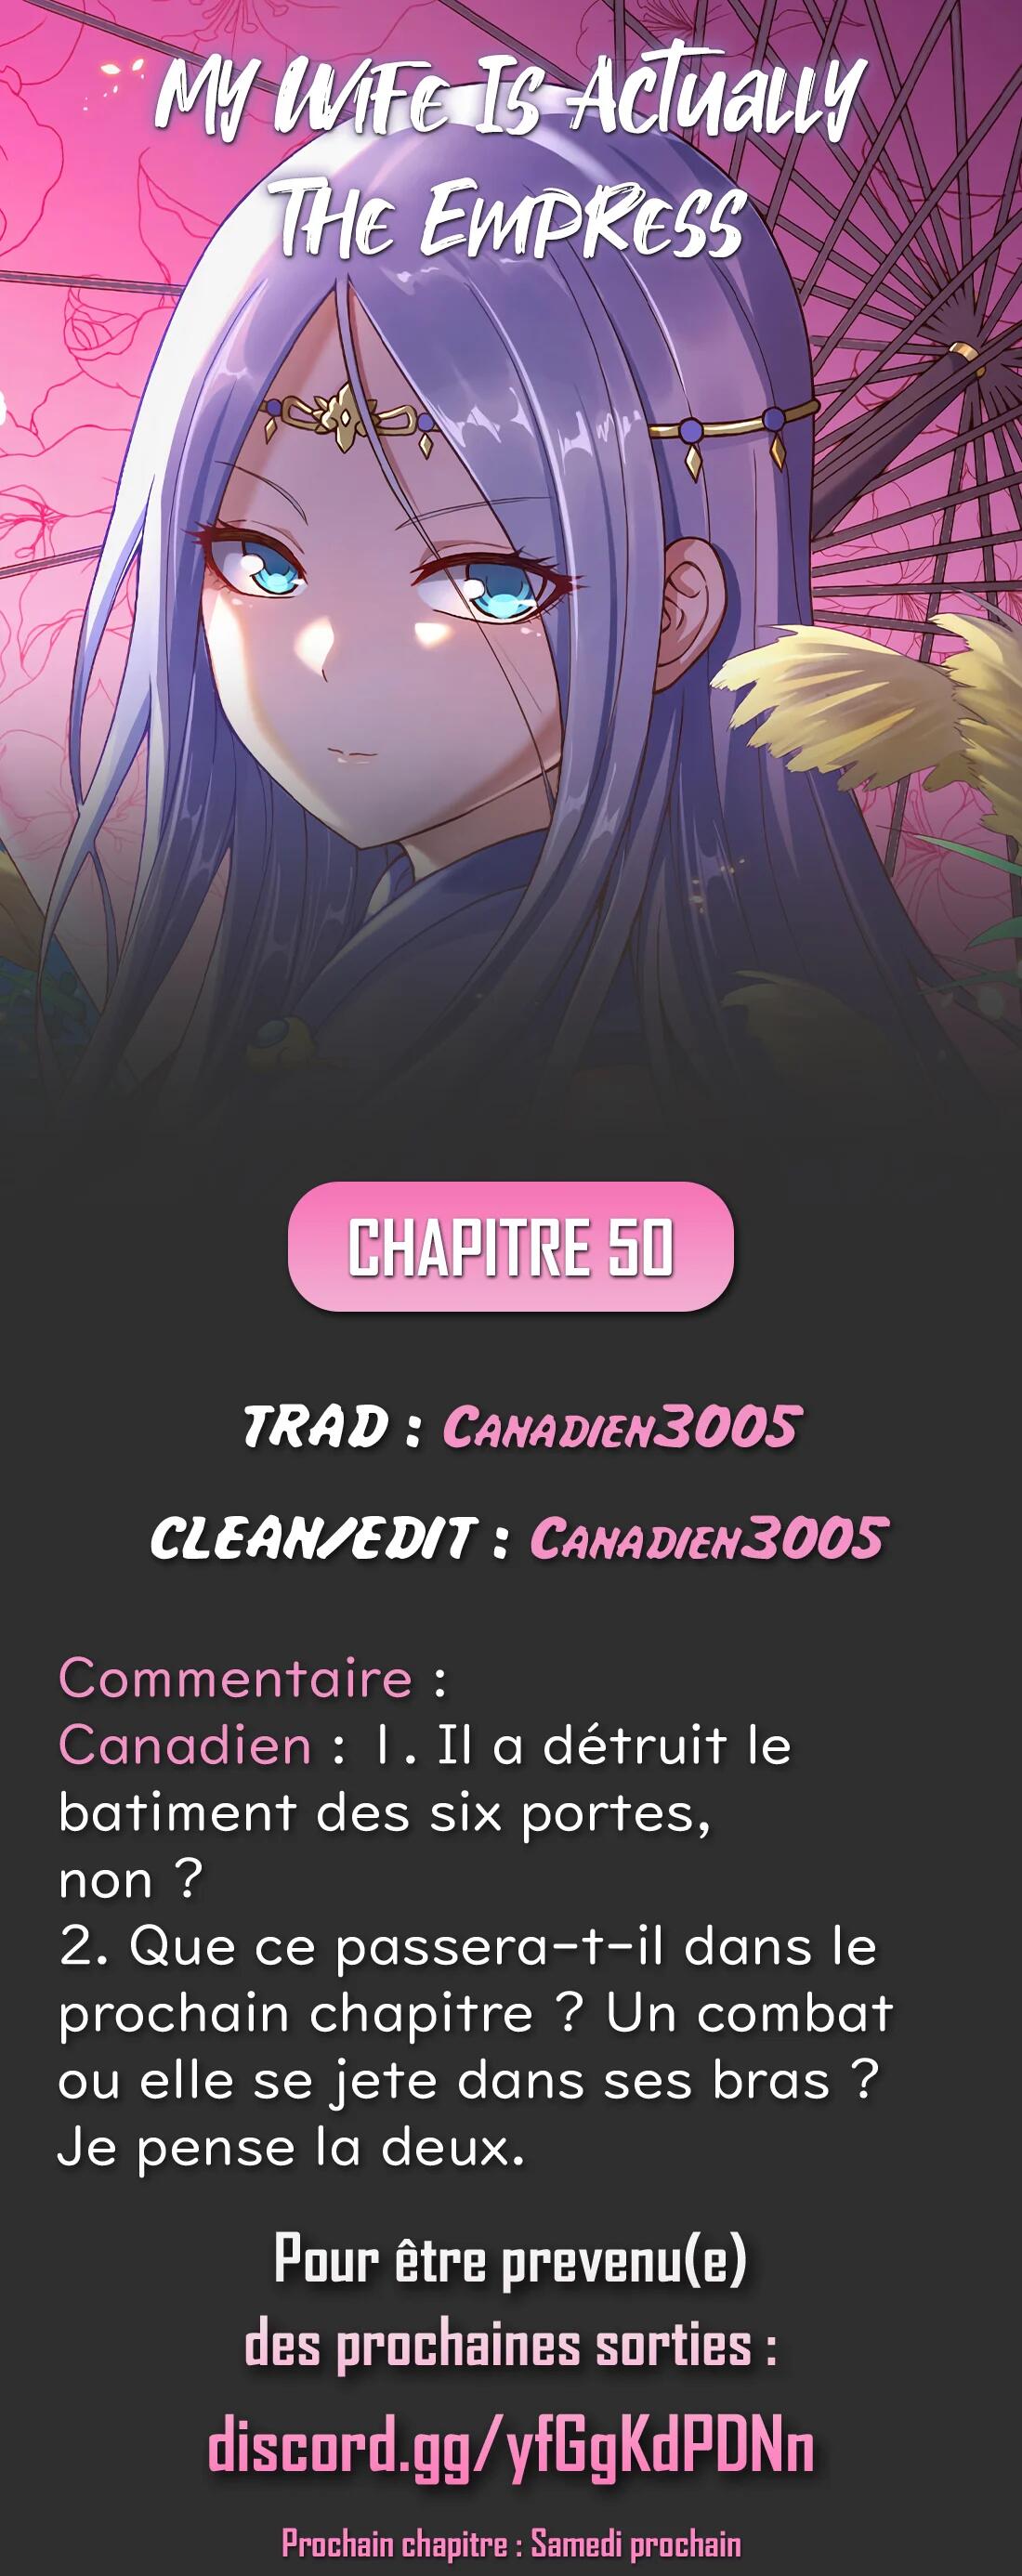 My Wife Is Actually
The Empress
CHAPITRE 50
TRAD : Canadien3005
CLEAN/EDIT : Canadien3005
Commentaire :
Canadien : 1. Il a détruit le
batiment des six portes,
non ?
2. Que ce passera-t-il dans le
prochain chapitre ? Un combat
ou elle se jete dans ses bras ?
Je pense la deux.
Pour être prevenu(e)
des prochaines sorties :
discord.gg/yfGgKdPDNn
Prochain chapitre : Samedi prochain